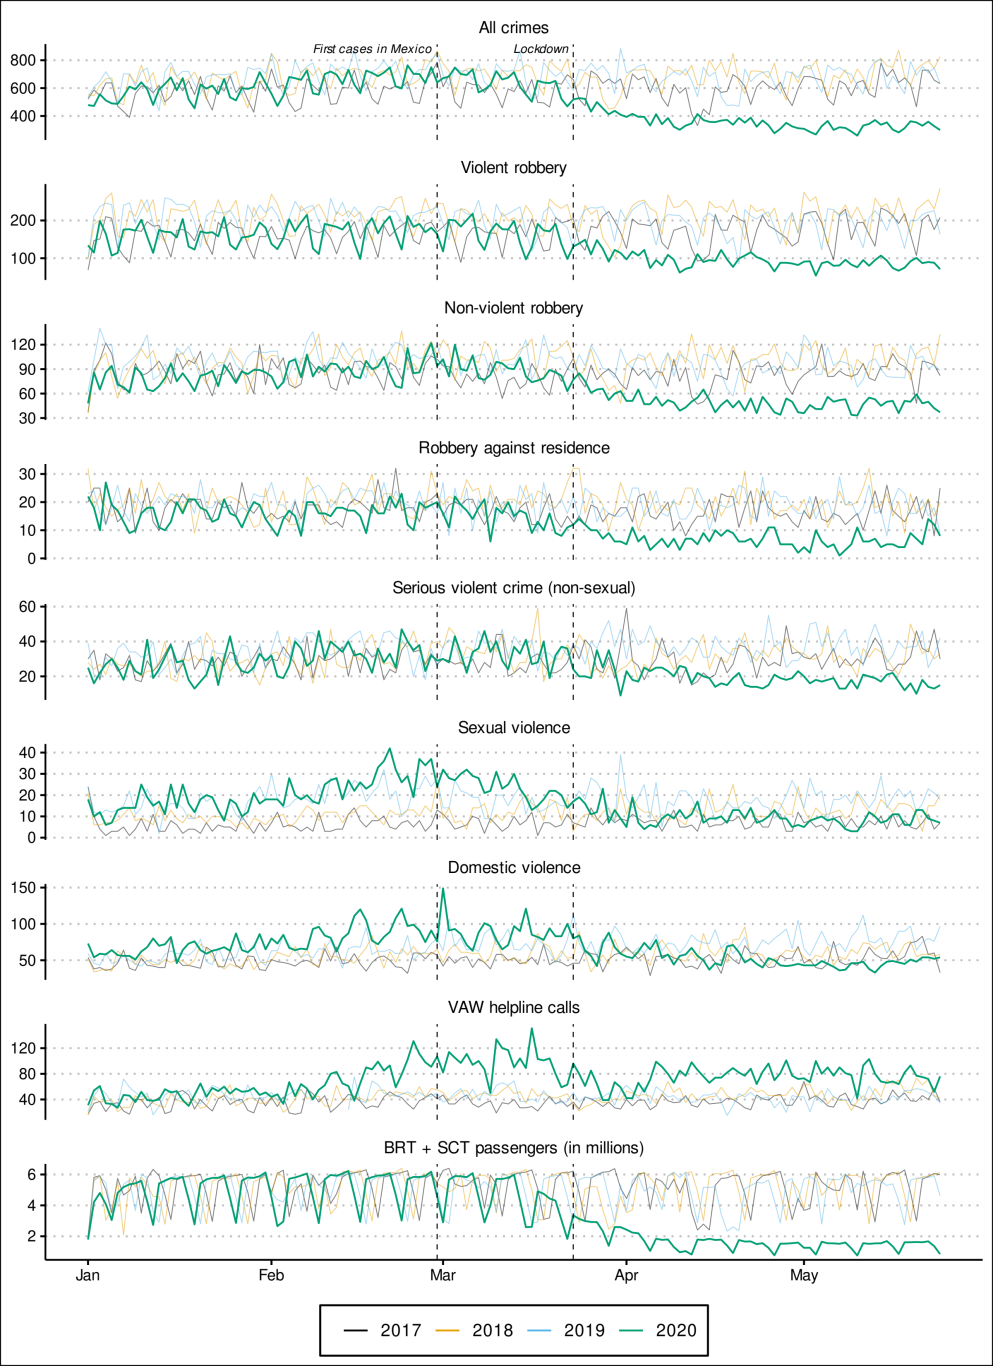 All crimes
First cases in Mexico
Lockdown
800
600
400
Violent robbery
200
100
Non-violent robbery
120
90
60
30
Robbery against residence
30
20
10
0
Serious violent crime (non-sexual)
60
40
20
Sexual violence
40
30
20
10
0
Domestic violence
150
100
50
VAW helpline calls
120
80
40
BRT + SCT passengers (in millions)
6
4
2
Jan Feb Mar Apr May
2017 2018 2019 2020